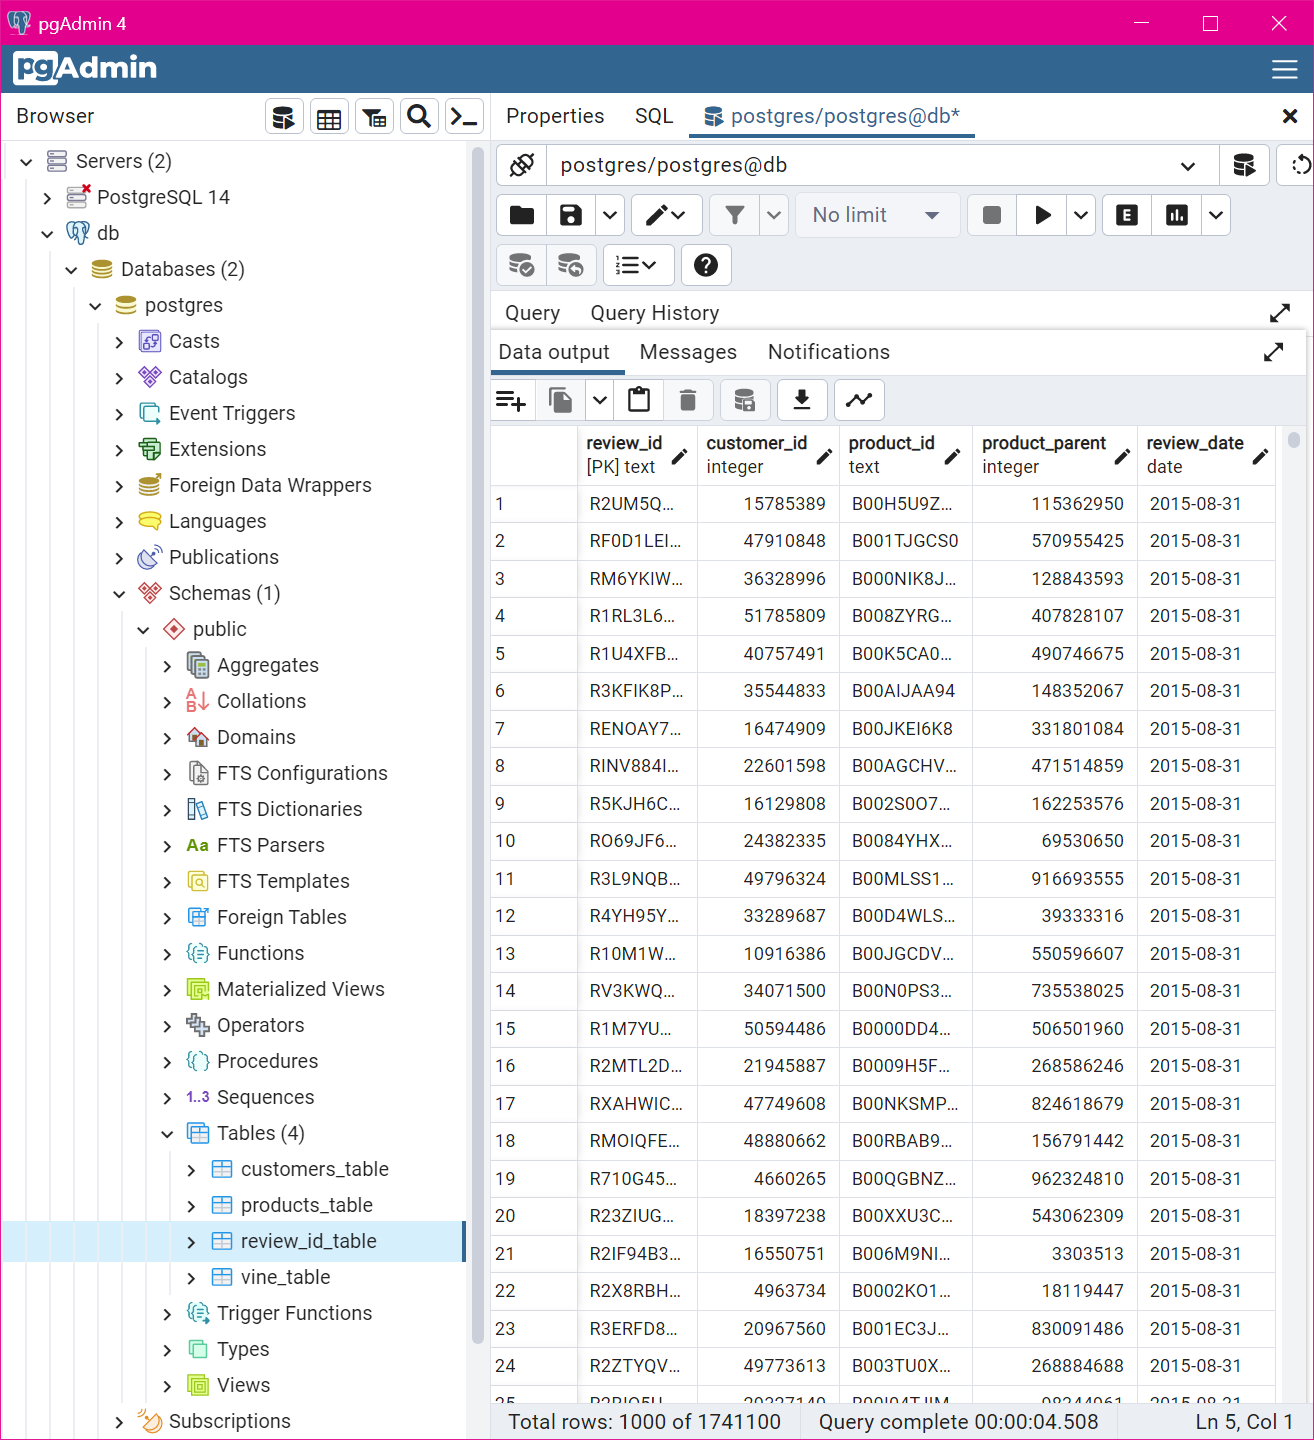 pgAdmin 4
pgAdmin
Browser
Servers (2)
PostgreSQL 14
db
Databases (2)
postgres
Casts
Catalogs
Event Triggers
Extensions
Foreign Data Wrappers
Languages
Publications
Schemas (1)
public
Aggregates
Collations
Domains
FTS Configurations
FTS Dictionaries
Aa FTS Parsers
FTS Templates
Foreign Tables
Functions
Materialized Views
Operators
Procedures
1..3 Sequences
Tables (4)
customers_table
products_table
review_id_table
vine_table
Trigger Functions
Types
Views
Subscriptions
Properties SQL postgres/postgres@db*
postgres/postgres@db
No limit
E
Query Query History
Data output Messages Notifications
review_id customer_id product_id product_parent review_date
[PK] text integer text integer date
1 R2UM5Q... 15785389 B00H5U9Z... 115362950 2015-08-31
2 RF0D1LEI... 47910848 B001TJGCS0 570955425 2015-08-31
3 RM6YKIW... 36328996 B000NIK8J... 128843593 2015-08-31
4 R1RL3L6... 51785809 B008ZYRG... 407828107 2015-08-31
5 R1U4XFB... 40757491 B00K5CA0... 490746675 2015-08-31
6 R3KFIK8P... 35544833 B00AIJAA94 148352067 2015-08-31
7 RENOAY7... 16474909 B00JKEI6K8 331801084 2015-08-31
8 RINV884I... 22601598 B00AGCHV... 471514859 2015-08-31
9 R5KJH6C... 16129808 B002S0O7... 162253576 2015-08-31
10 RO69JF6... 24382335 B0084YHX... 69530650 2015-08-31
11 R3L9NQB... 49796324 B00MLSS1... 916693555 2015-08-31
12 R4YH95Y... 33289687 B00D4WLS... 39333316 2015-08-31
13 R10M1W... 10916386 B00JGCDV... 550596607 2015-08-31
14 RV3KWQ... 34071500 B00N0PS3... 735538025 2015-08-31
15 R1M7YU... 50594486 B0000DD4... 506501960 2015-08-31
16 R2MTL2D... 21945887 B0009H5F... 268586246 2015-08-31
17 RXAHWIC... 47749608 B00NKSMP... 824618679 2015-08-31
18 RMOIQFE... 48880662 B00RBAB9... 156791442 2015-08-31
19 R710G45... 4660265 B00QGBNZ... 962324810 2015-08-31
20 R23ZIUG... 18397238 B00XXU3C... 543062309 2015-08-31
21 R2IF94B3... 16550751 B006M9NI... 3303513 2015-08-31
22 R2X8RBH... 4963734 B0002KO1... 18119447 2015-08-31
23 R3ERFD8... 20967560 B001EC3J... 830091486 2015-08-31
24 R2ZTYQV... 49773613 B003TU0X... 268884688 2015-08-31
Total rows: 1000 of 1741100 Query complete 00:00:04.508 Ln 5, Col 1